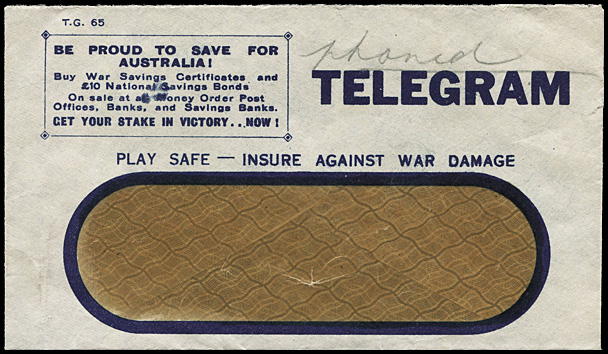 T.G. 65
BE PROUD TO SAVE FOR
AUSTRALIA!
Buy War Savings Certificates and
£10 National Savings Bonds
On sale at all Money Order Post
Offices, Banks, and Savings Banks.
GET YOUR STAKE IN VICTORY..NOW!
phoned
TELEGRAM
PLAY SAFE — INSURE AGAINST WAR DAMAGE